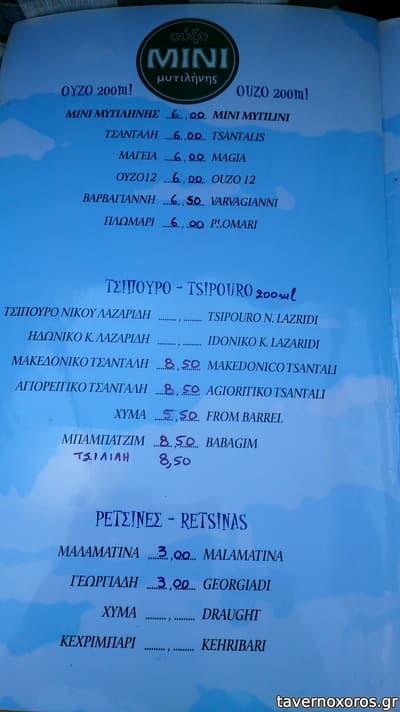 ούζο
MINI
μυτιλήνης
ΟΥΖΟ 200ml OUZO 200ml
ΜΙΝΙ ΜΥΤΙΛΗΝΗΣ 6,00 MINI MYTILINI
ΤΣΑΝΤΑΛΗ 6,00 TSANTALIS
ΜΑΓΕΙΑ 6,00 MAGIA
ΟΥΖΟ12 6,00 OUZO 12
ΒΑΡΒΑΓΙΑΝΝΗ 6,50 VARVAGIANNI
ΠΛΩΜΑΡΙ 6,00 PLOMARI
ΤΣΙΠΟΥΡΟ - TSIPOURO 200ml
ΤΣΙΠΟΥΡΟ ΝΙΚΟΥ ΛΑΖΑΡΙΔΗ ........,........ TSIPOURO N. LAZRIDI
ΗΔΩΝΙΚΟ Κ. ΛΑΖΑΡΙΔΗ ........,........ IDONIKO K. LAZARIDI
ΜΑΚΕΔΟΝΙΚΟ ΤΣΑΝΤΑΛΗ 8,50 MAKEDONICO TSANTALI
ΑΓΙΟΡΕΙΤΙΚΟ ΤΣΑΝΤΑΛΗ 8,50 AGIORITIKO TSANTALI
ΧΥΜΑ 5,50 FROM BARREL
ΜΠΑΜΠΑΤΖΙΜ 8,50 BABAGIM
ΤΣΙΛΙΛΗ 8,50
ΡΕΤΣΙΝΕΣ - RETSINAS
ΜΑΛΑΜΑΤΙΝΑ 3,00 MALAMATINA
ΓΕΩΡΓΙΑΔΗ 3,00 GEORGIADI
ΧΥΜΑ ........,........ DRAUGHT
ΚΕΧΡΙΜΠΑΡΙ ........,........ KEHRIBARI
tavernoxoros.gr